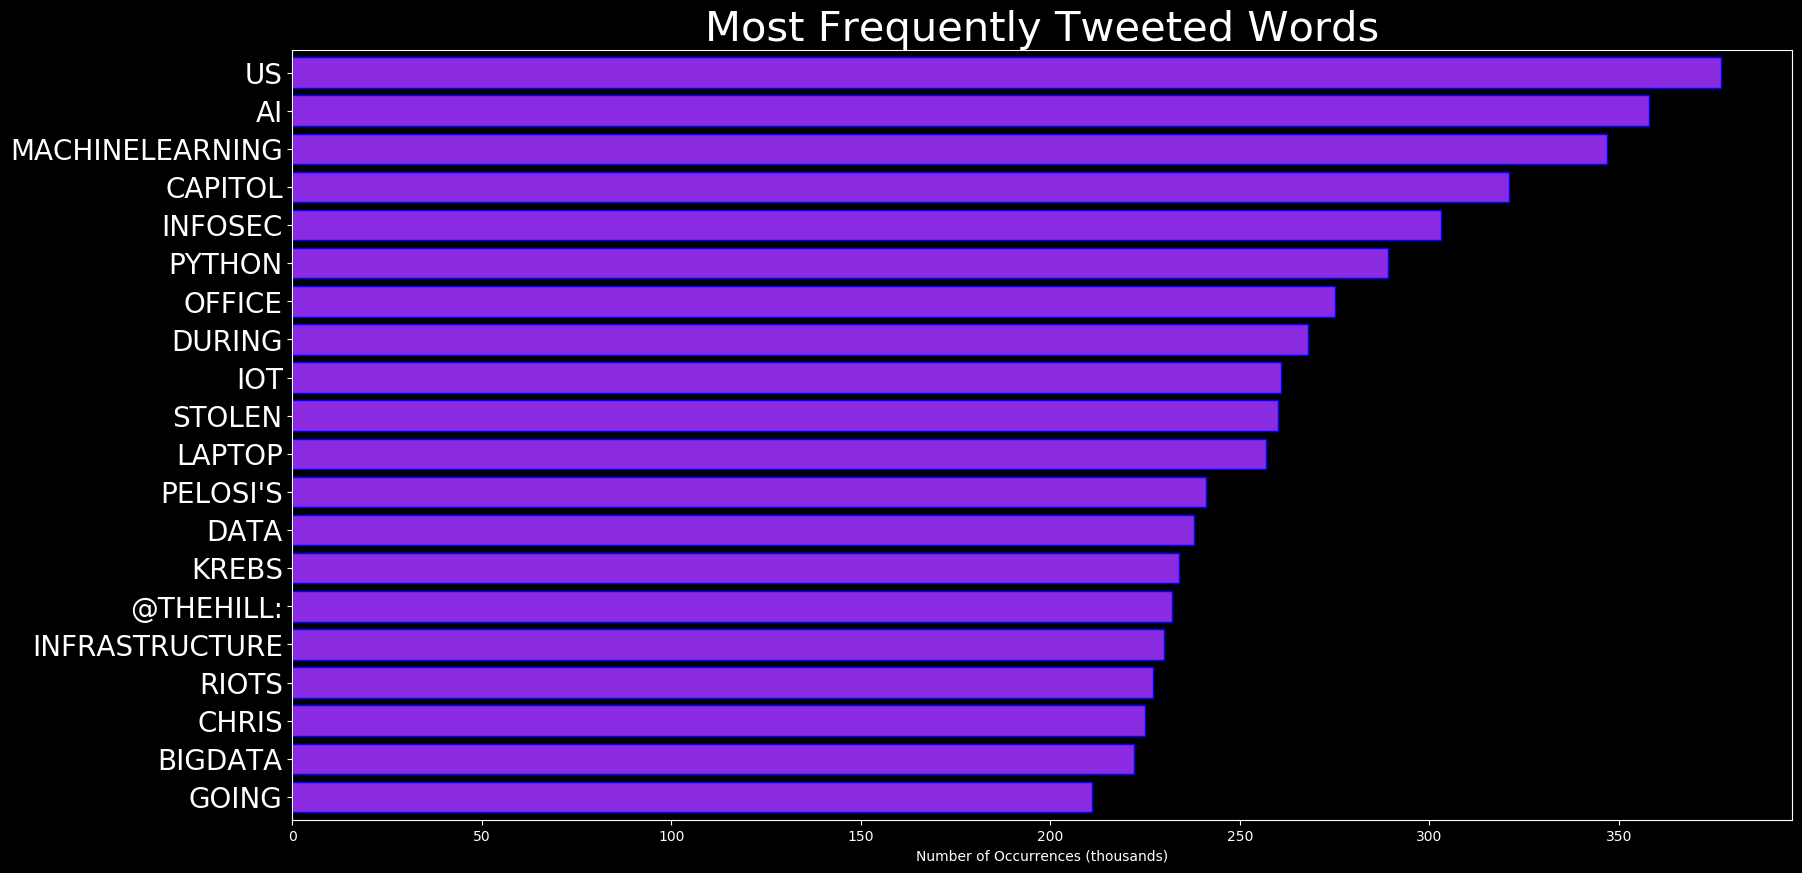 Most Frequently Tweeted Words
US
AI
MACHINELEARNING
CAPITOL
INFOSEC
PYTHON
OFFICE
DURING
IOT
STOLEN
LAPTOP
PELOSI'S
DATA
KREBS
@THEHILL:
INFRASTRUCTURE
RIOTS
CHRIS
BIGDATA
GOING
0 50 100 150 200 250 300 350
Number of Occurrences (thousands)